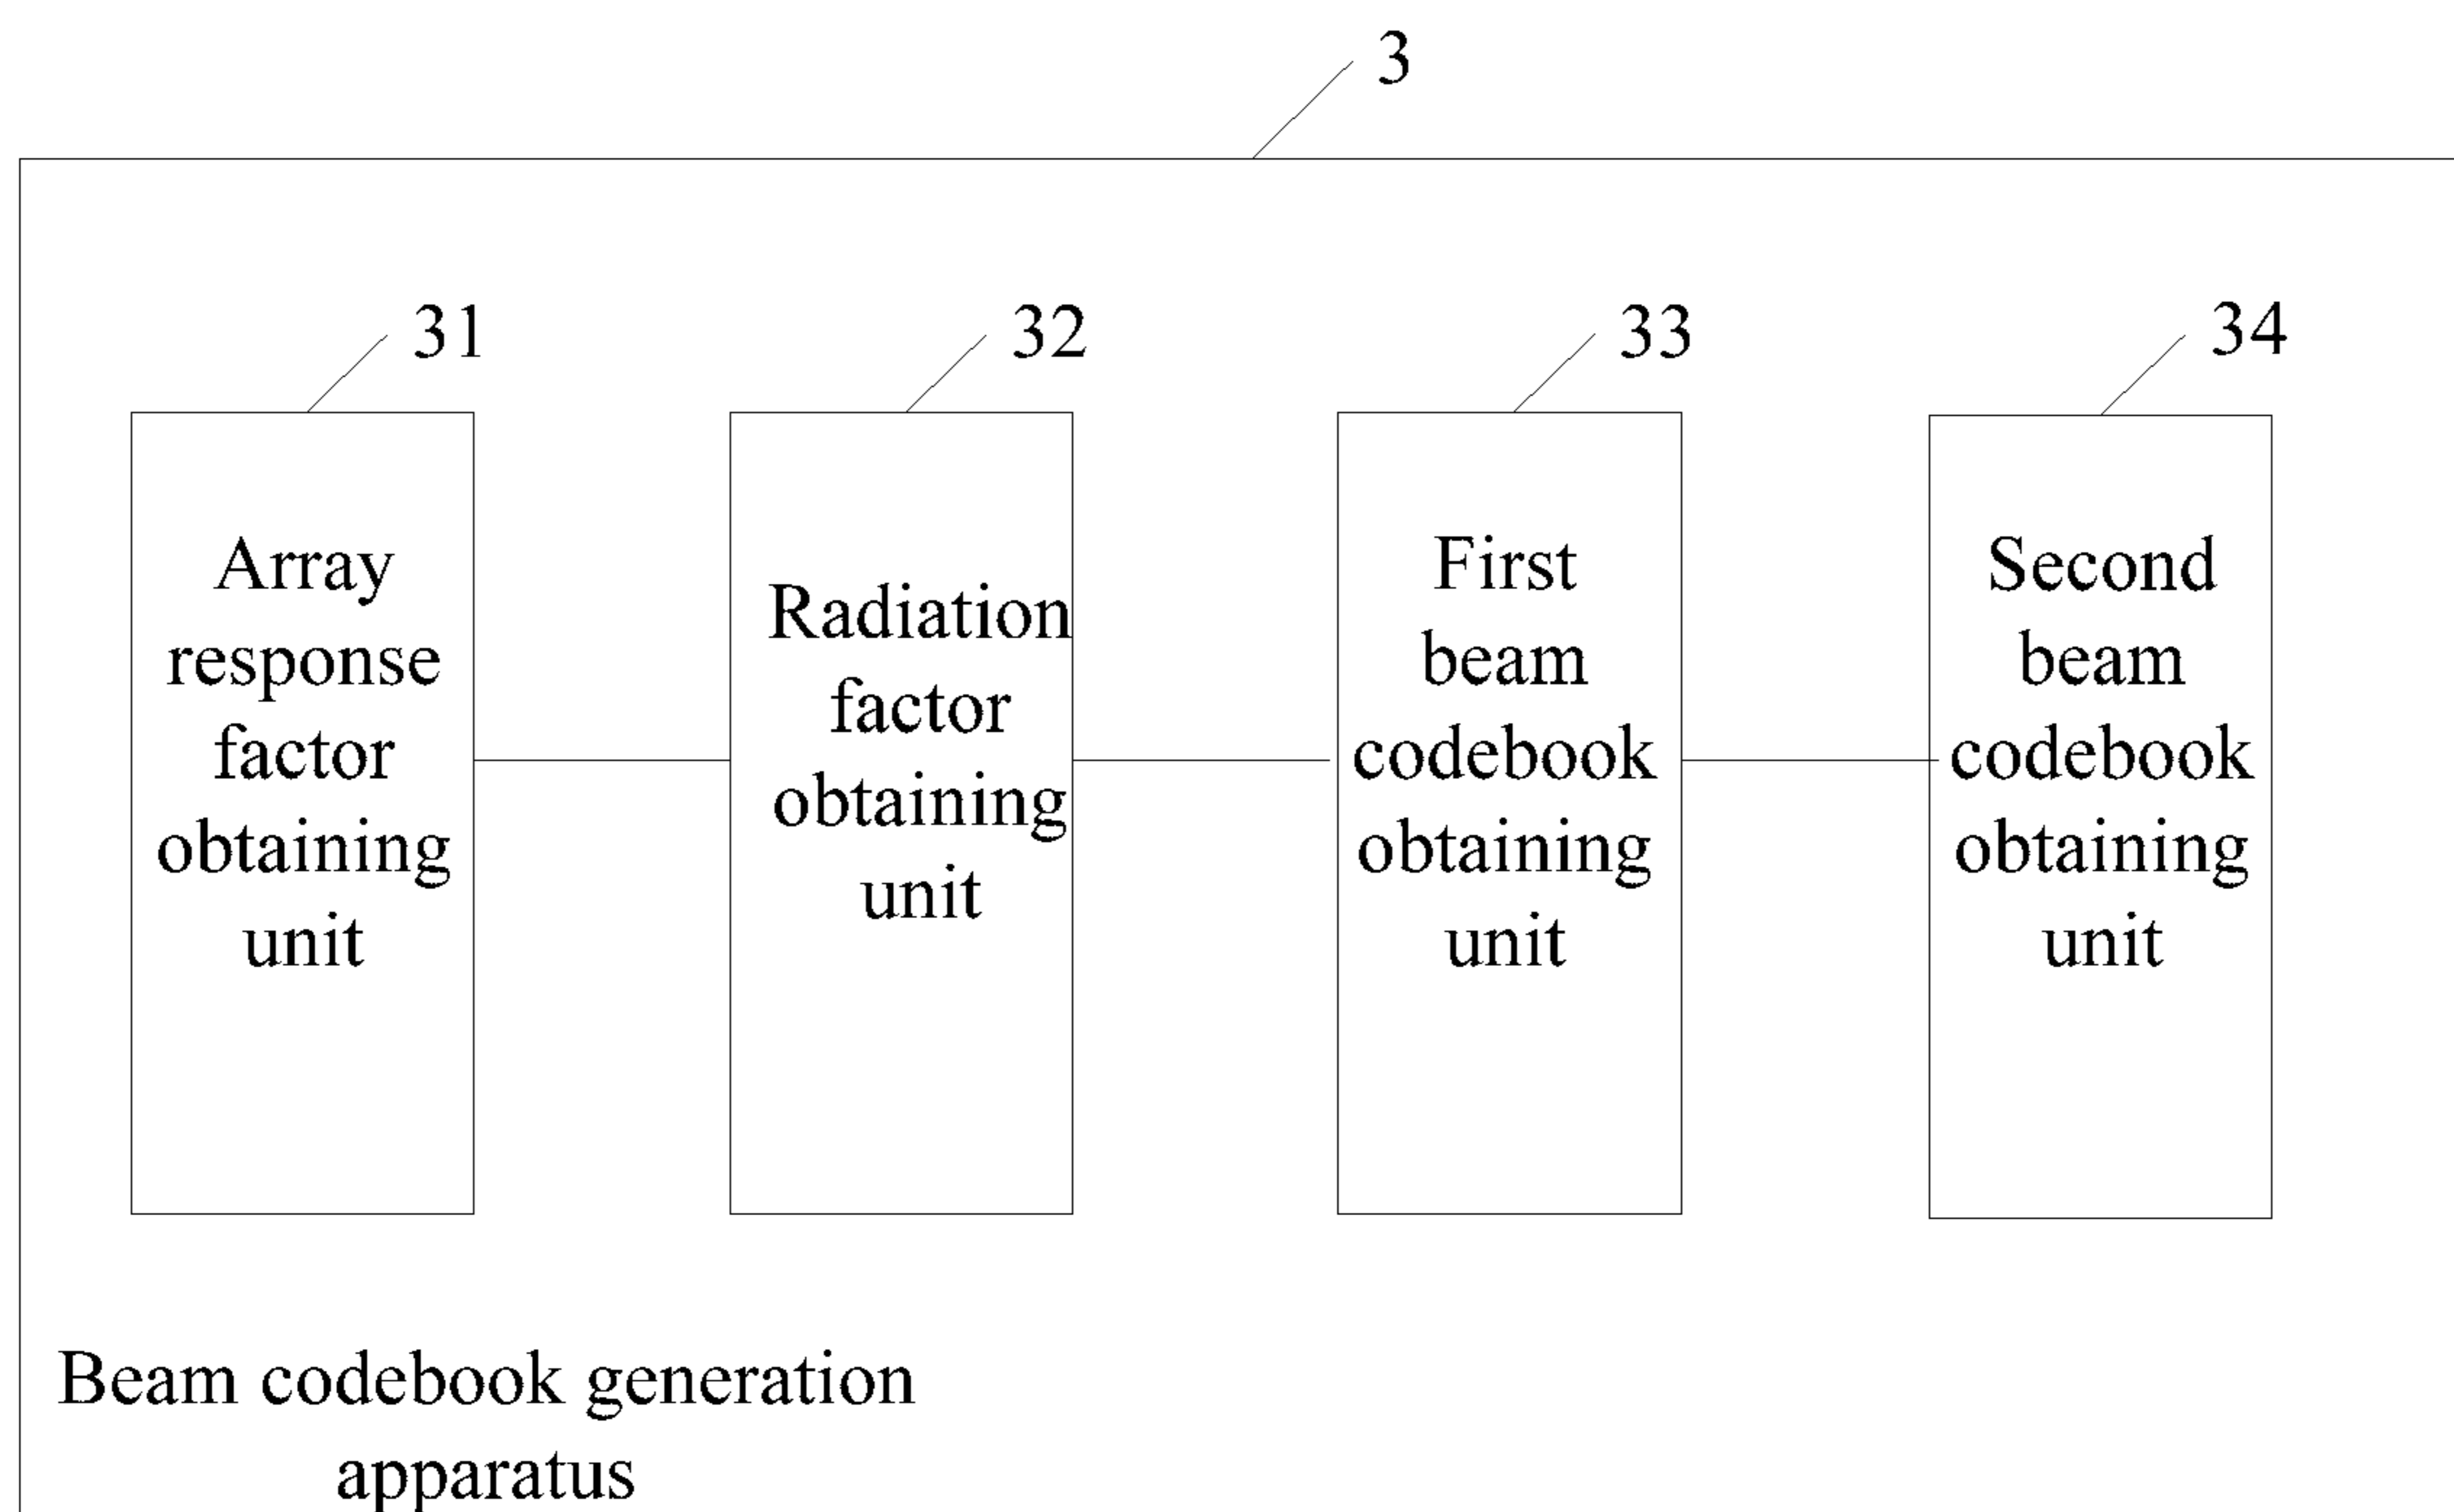 3
31
32
33
34
Array
response
factor
obtaining
unit
Radiation
factor
obtaining
unit
First
beam
codebook
obtaining
unit
Second
beam
codebook
obtaining
unit
Beam codebook generation
apparatus